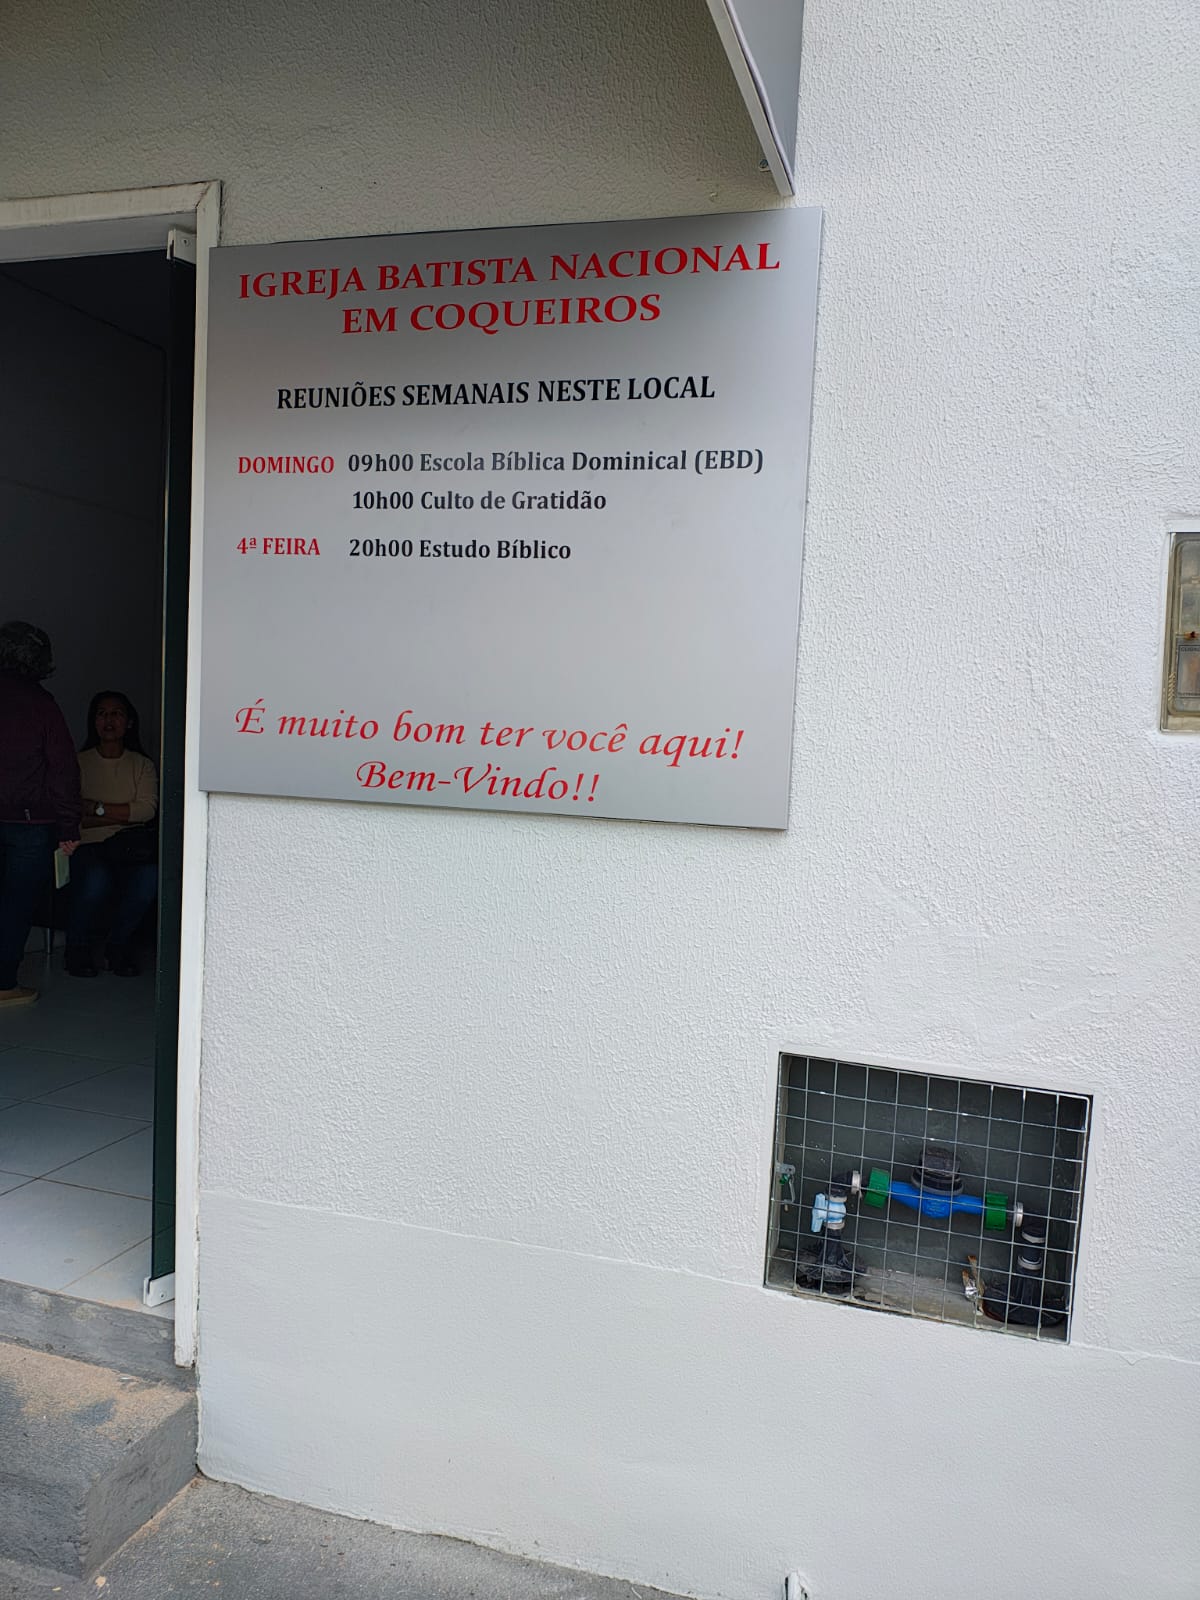 IGREJA BATISTA NACIONAL
EM COQUEIROS
REUNIÕES SEMANAIS NESTE LOCAL
DOMINGO 09h00 Escola Bíblica Dominical (EBD)
10h00 Culto de Gratidão
4ª FEIRA 20h00 Estudo Bíblico
É muito bom ter você aqui!
Bem-Vindo!!